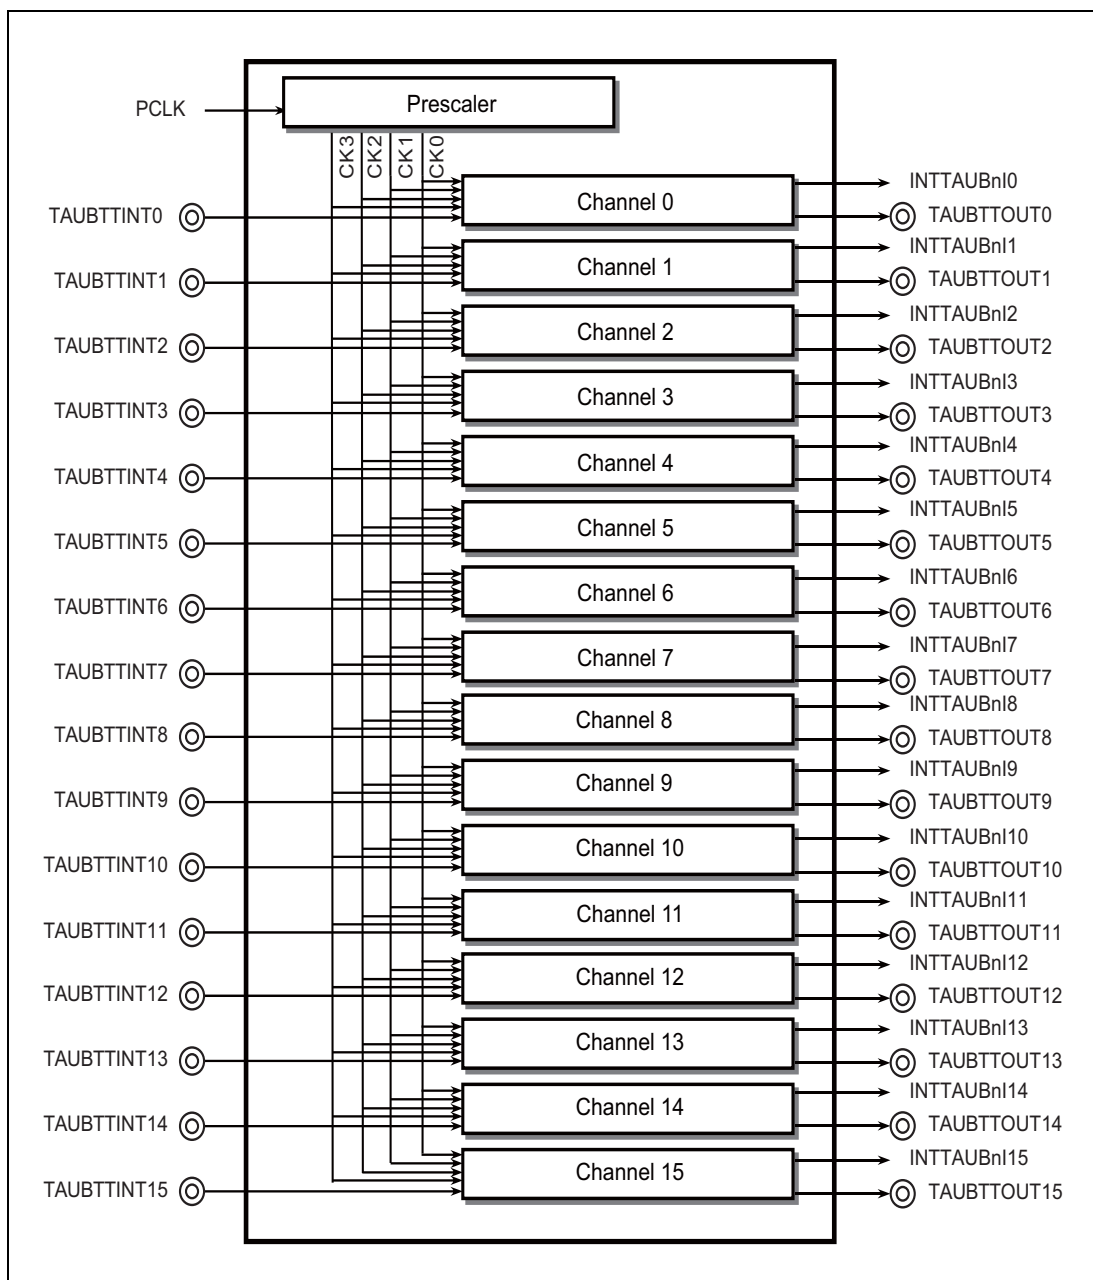 PCLK
Prescaler
CK3
CK2
CK1
CK0
TAUBTTINT0
Channel 0
INTTAUBnI0
TAUBTTOUT0
TAUBTTINT1
Channel 1
INTTAUBnI1
TAUBTTOUT1
TAUBTTINT2
Channel 2
INTTAUBnI2
TAUBTTOUT2
TAUBTTINT3
Channel 3
INTTAUBnI3
TAUBTTOUT3
TAUBTTINT4
Channel 4
INTTAUBnI4
TAUBTTOUT4
TAUBTTINT5
Channel 5
INTTAUBnI5
TAUBTTOUT5
TAUBTTINT6
Channel 6
INTTAUBnI6
TAUBTTOUT6
TAUBTTINT7
Channel 7
INTTAUBnI7
TAUBTTOUT7
TAUBTTINT8
Channel 8
INTTAUBnI8
TAUBTTOUT8
TAUBTTINT9
Channel 9
INTTAUBnI9
TAUBTTOUT9
TAUBTTINT10
Channel 10
INTTAUBnI10
TAUBTTOUT10
TAUBTTINT11
Channel 11
INTTAUBnI11
TAUBTTOUT11
TAUBTTINT12
Channel 12
INTTAUBnI12
TAUBTTOUT12
TAUBTTINT13
Channel 13
INTTAUBnI13
TAUBTTOUT13
TAUBTTINT14
Channel 14
INTTAUBnI14
TAUBTTOUT14
TAUBTTINT15
Channel 15
INTTAUBnI15
TAUBTTOUT15